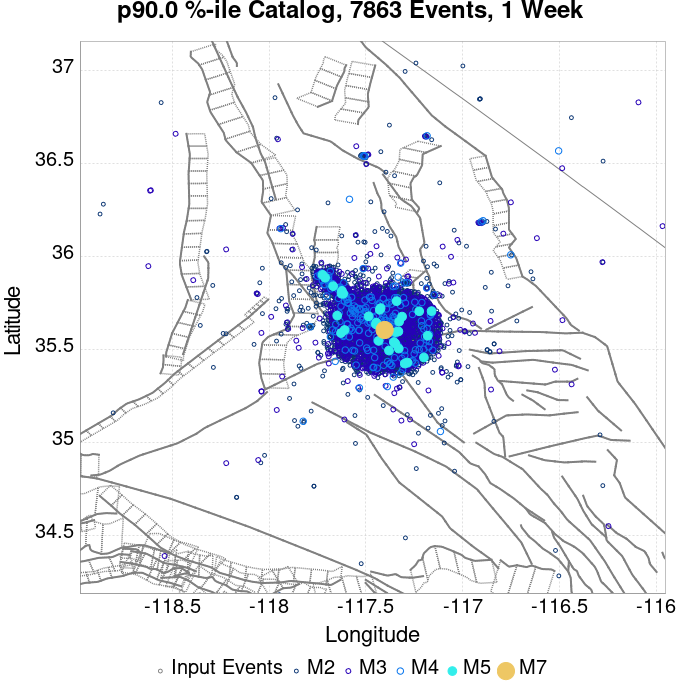 p90.0 %-ile Catalog, 7863 Events, 1 Week
37
36.5
36
35.5
35
34.5
Latitude
-118.5 -118 -117.5 -117 -116.5 -116
Longitude
Input Events M2 M3 M4 M5 M7